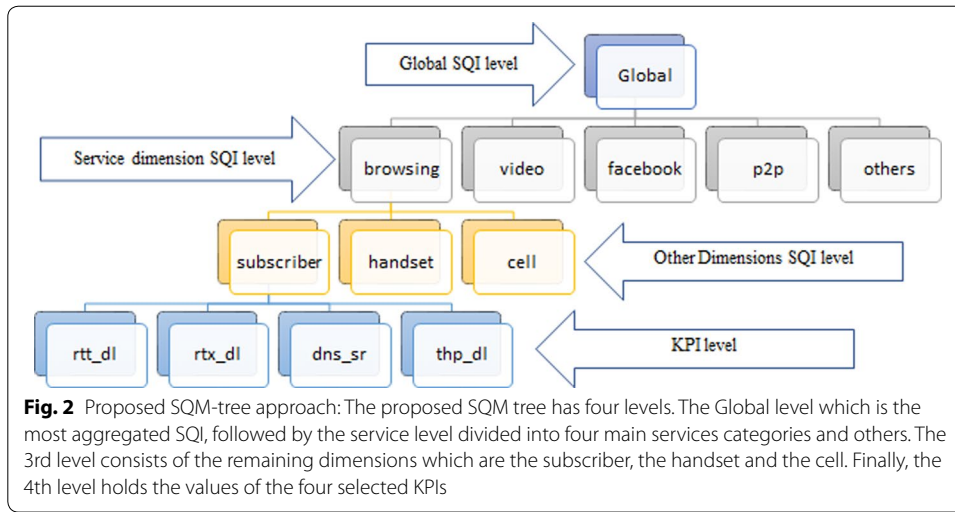 Global SQI level
Global
Service dimension SQI level
browsing
video
facebook
p2p
others
subscriber
handset
cell
Other Dimensions SQI level
rtt_dl
rtx_dl
dns_sr
thp_dl
KPI level
Fig. 2 Proposed SQM-tree approach: The proposed SQM tree has four levels. The Global level which is the
most aggregated SQI, followed by the service level divided into four main services categories and others. The
3rd level consists of the remaining dimensions which are the subscriber, the handset and the cell. Finally, the
4th level holds the values of the four selected KPIs